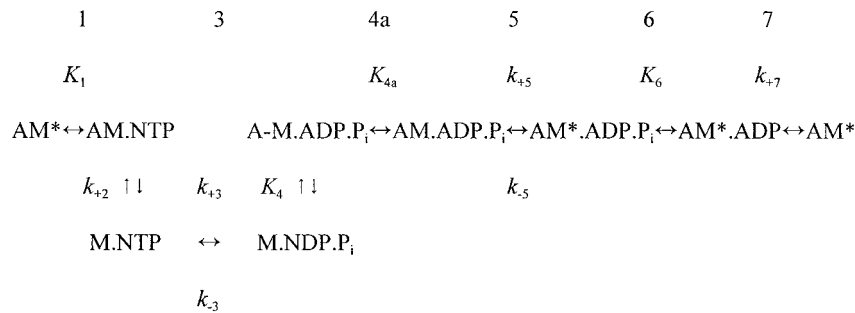 1 3 4a 5 6 7
K₁ K₄ₐ k₊₅ K₆ k₊₇
AM*↔AM.NTP A-M.ADP.Pᵢ↔AM.ADP.Pᵢ↔AM*.ADP.Pᵢ↔AM*.ADP↔AM*
k₊₂ ↑↓ k₊₃ K₄ ↑↓ k₋₅
M.NTP ↔ M.NDP.Pᵢ
k₋₃